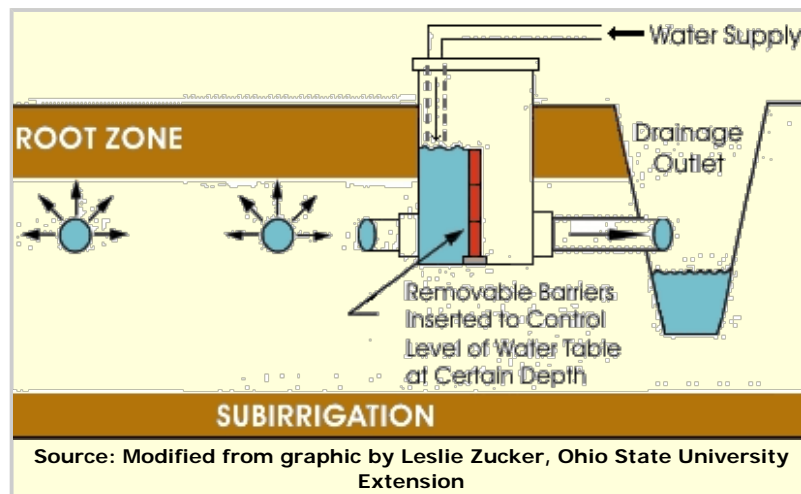 Water Supply
ROOT ZONE
Drainage
Outlet
Removable Barriers
Inserted to Control
Level of Water Table
at Certain Depth
SUBIRRIGATION
Source: Modified from graphic by Leslie Zucker, Ohio State University
Extension